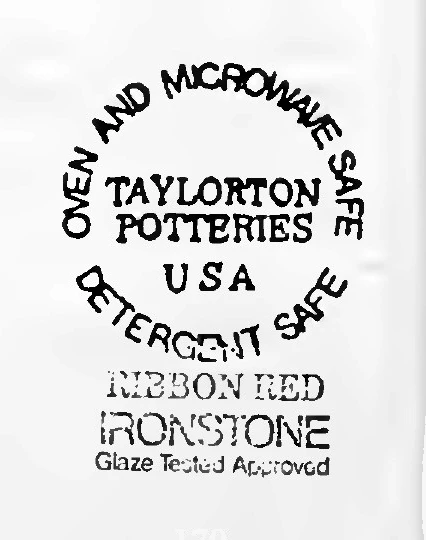 OVEN AND MICROWAVE SAFE
TAYLORTON
POTTERIES
USA
DETERGENT SAFE
RIBBON RED
IRONSTONE
Glaze Tested Approved